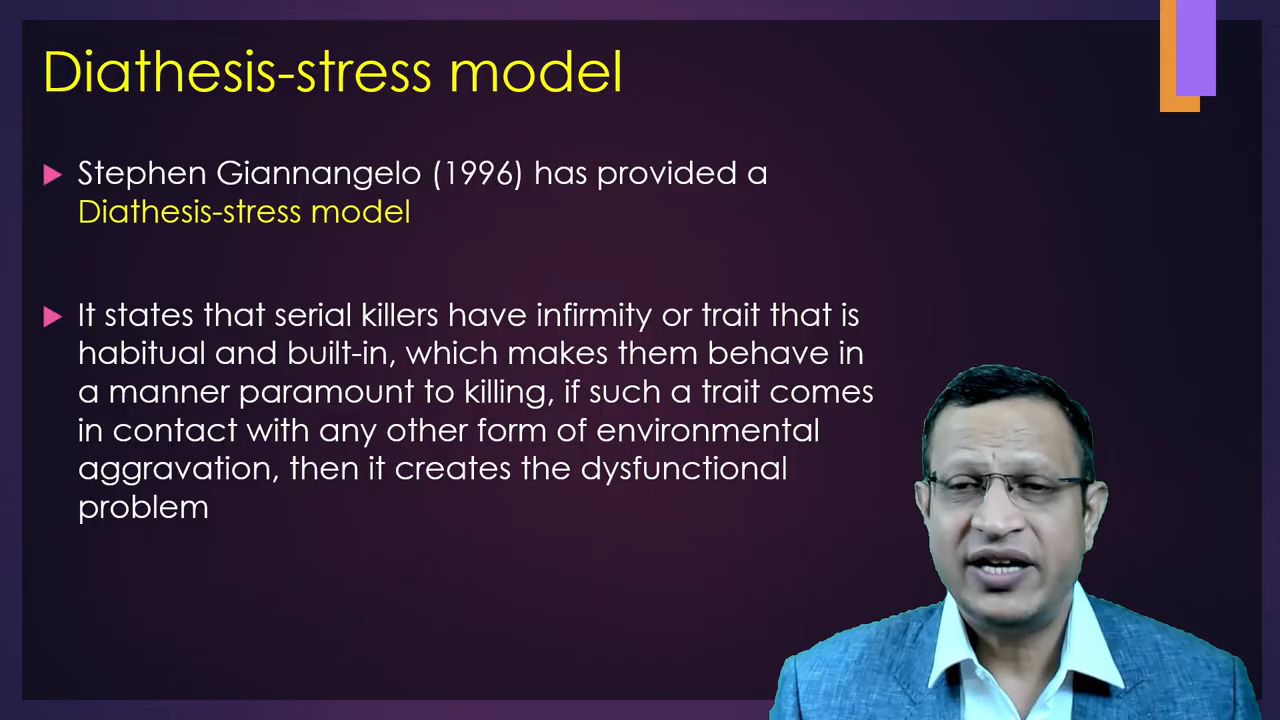 Diathesis-stress model
Stephen Giannangelo (1996) has provided a
Diathesis-stress model
It states that serial killers have infirmity or trait that is
habitual and built-in, which makes them behave in
a manner paramount to killing, if such a trait comes
in contact with any other form of environmental
aggravation, then it creates the dysfunctional
problem